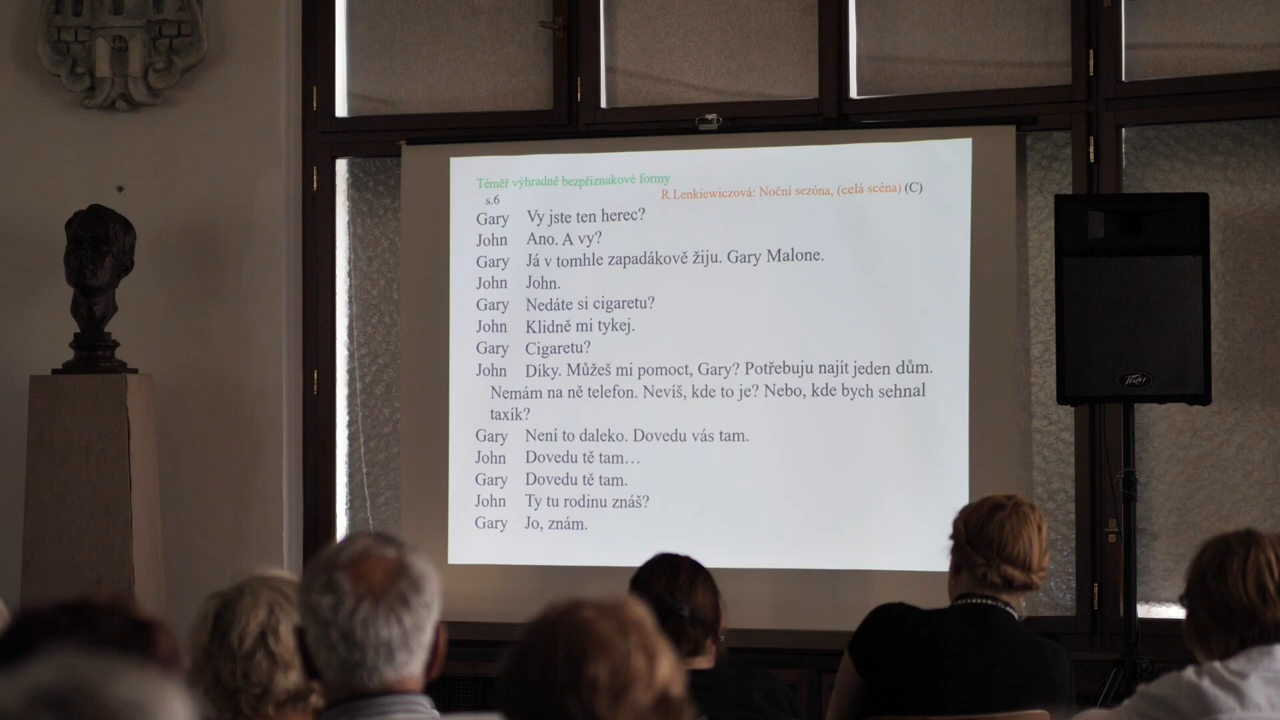 Téměř výhradně bezpříznakové formy
s.6 R.Lenkiewiczová: Noční sezóna, (celá scéna) (C)
Gary Vy jste ten herec?
John Ano. A vy?
Gary Já v tomhle zapadákově žiju. Gary Malone.
John John.
Gary Nedáte si cigaretu?
John Klidně mi tykej.
Gary Cigaretu?
John Díky. Můžeš mi pomoct, Gary? Potřebuju najít jeden dům.
Nemám na ně telefon. Nevíš, kde to je? Nebo, kde bych sehnal
taxík?
Gary Není to daleko. Dovedu vás tam.
John Dovedu tě tam…
Gary Dovedu tě tam.
John Ty tu rodinu znáš?
Gary Jo, znám.
Peavey